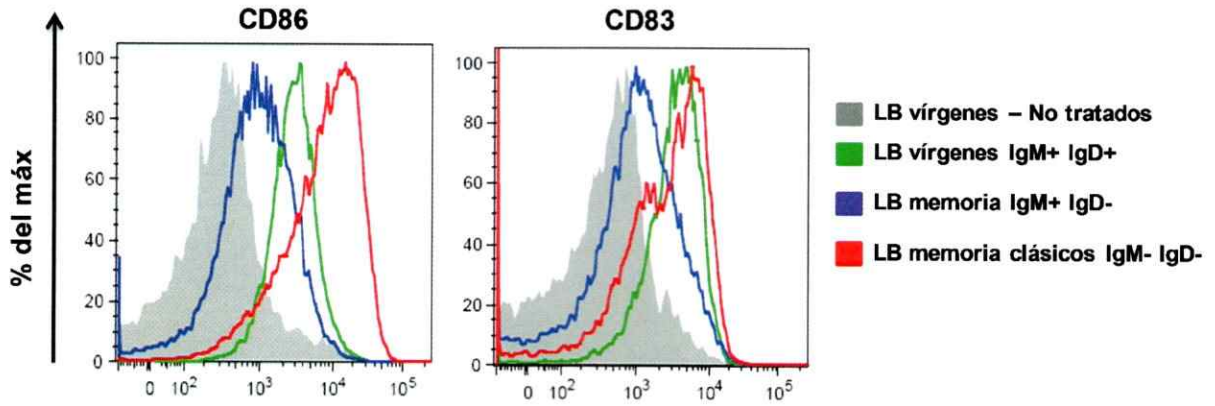 CD86
CD83
% del máx
100
80
60
40
20
0
0 10² 10³ 10⁴ 10⁵
100
80
60
40
20
0
0 10² 10³ 10⁴ 10⁵
LB vírgenes – No tratados
LB vírgenes IgM+ IgD+
LB memoria IgM+ IgD-
LB memoria clásicos IgM- IgD-